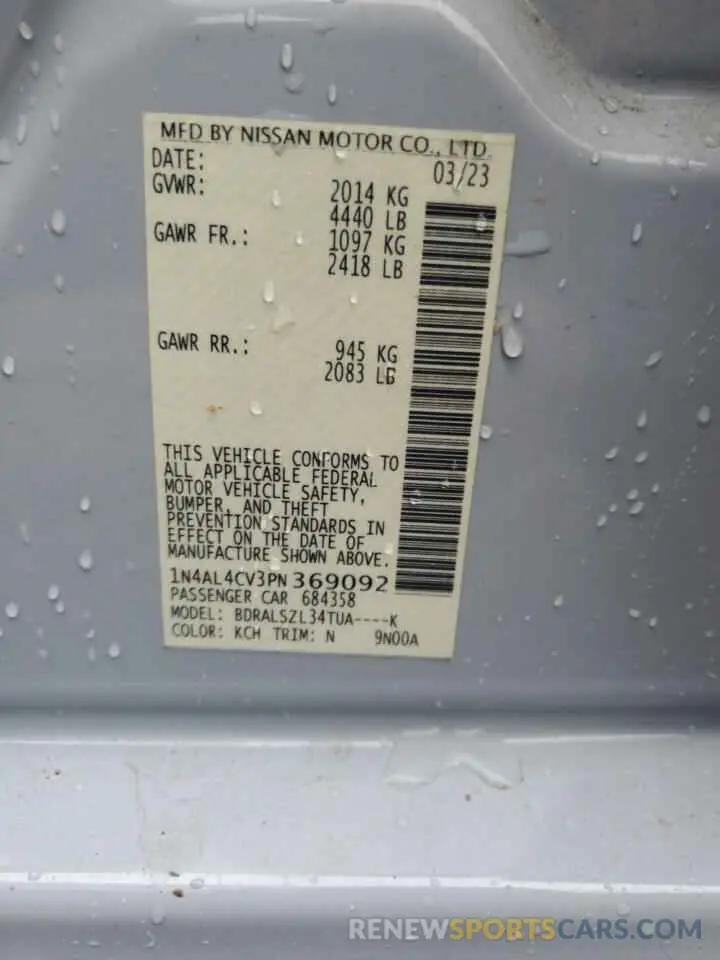 MFD BY NISSAN MOTOR CO., LTD.
DATE: 03/23
GVWR: 2014 KG
4440 LB
GAWR FR.: 1097 KG
2418 LB
GAWR RR.: 945 KG
2083 LB
THIS VEHICLE CONFORMS TO
ALL APPLICABLE FEDERAL
MOTOR VEHICLE SAFETY,
BUMPER, AND THEFT
PREVENTION STANDARDS IN
EFFECT ON THE DATE OF
MANUFACTURE SHOWN ABOVE.
1N4AL4CV3PN369092
PASSENGER CAR 684358
MODEL: BDRALSZL34TUA----K
COLOR: KCH TRIM: N 9N00A
RENEWSPORTSCARS.COM